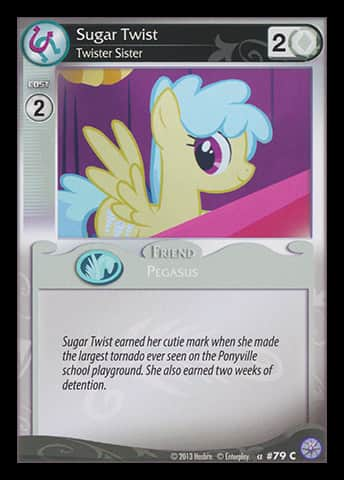 Sugar Twist
Twister Sister
2
COST
2
FRIEND
PEGASUS
Sugar Twist earned her cutie mark when she made
the largest tornado ever seen on the Ponyville
school playground. She also earned two weeks of
detention.
© 2013 Hasbro. © Enterplay. α #79 C